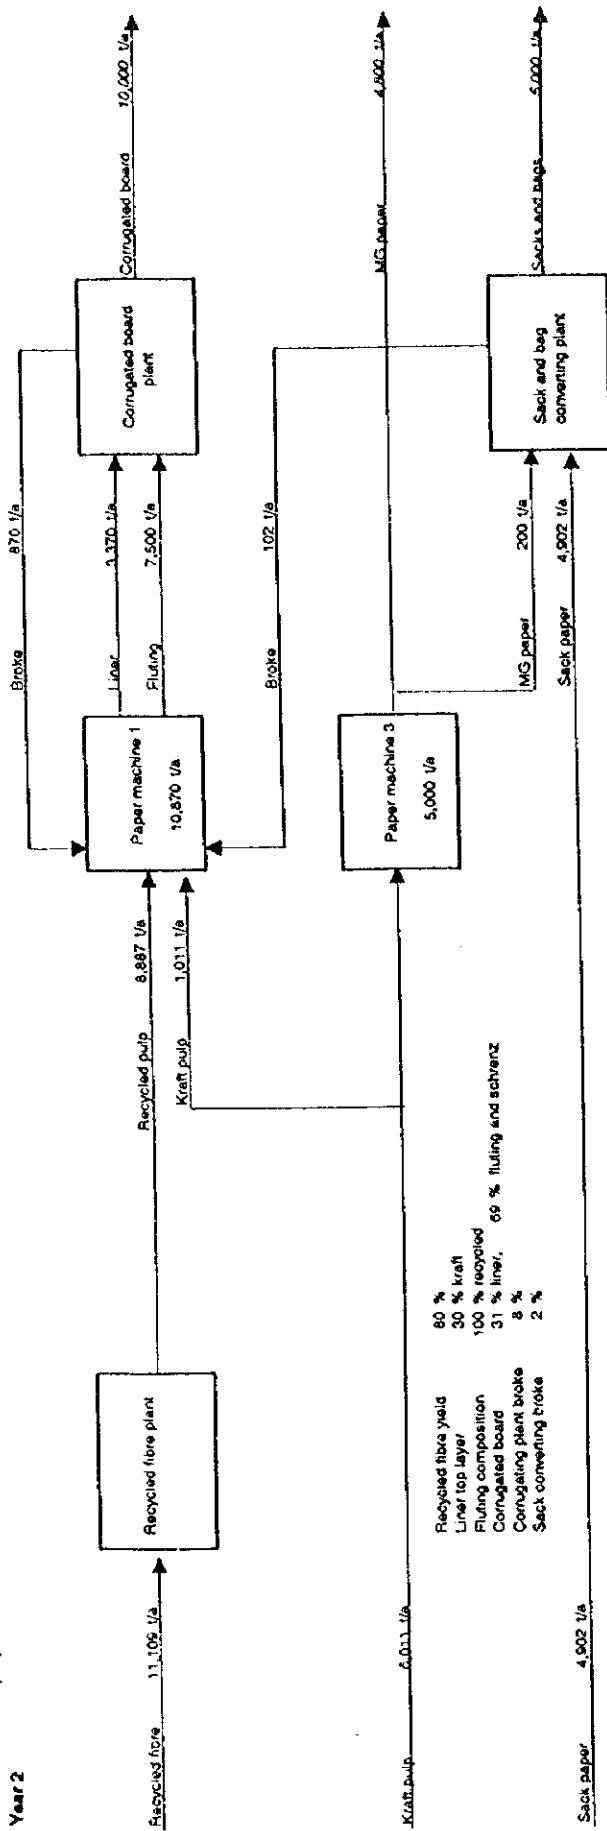 Year 2
Recycled fibre 11,109 t/a
Recycled fibre plant
Recycled pulp 8,887 t/a
Kraft pulp 1,011 t/a
Broke 870 t/a
Paper machine 1
10,870 t/a
Liner 3,370 t/a
Fluting 7,500 t/a
Corrugated board
plant
Corrugated board 10,000 t/a
Broke 102 t/a
Kraft pulp 6,011 t/a
Paper machine 3
5,000 t/a
MG paper 4,800 t/a
MG paper 200 t/a
Sack paper 4,902 t/a
Sack and bag
converting plant
Sacks and bags 5,000 t/a
Recycled fibre yield 80 %
Liner top layer 30 % kraft
Fluting composition 100 % recycled
Corrugated board 31 % liner, 69 % fluting and schrenz
Corrugating plant broke 8 %
Sack converting broke 2 %
Sack paper 4,902 t/a